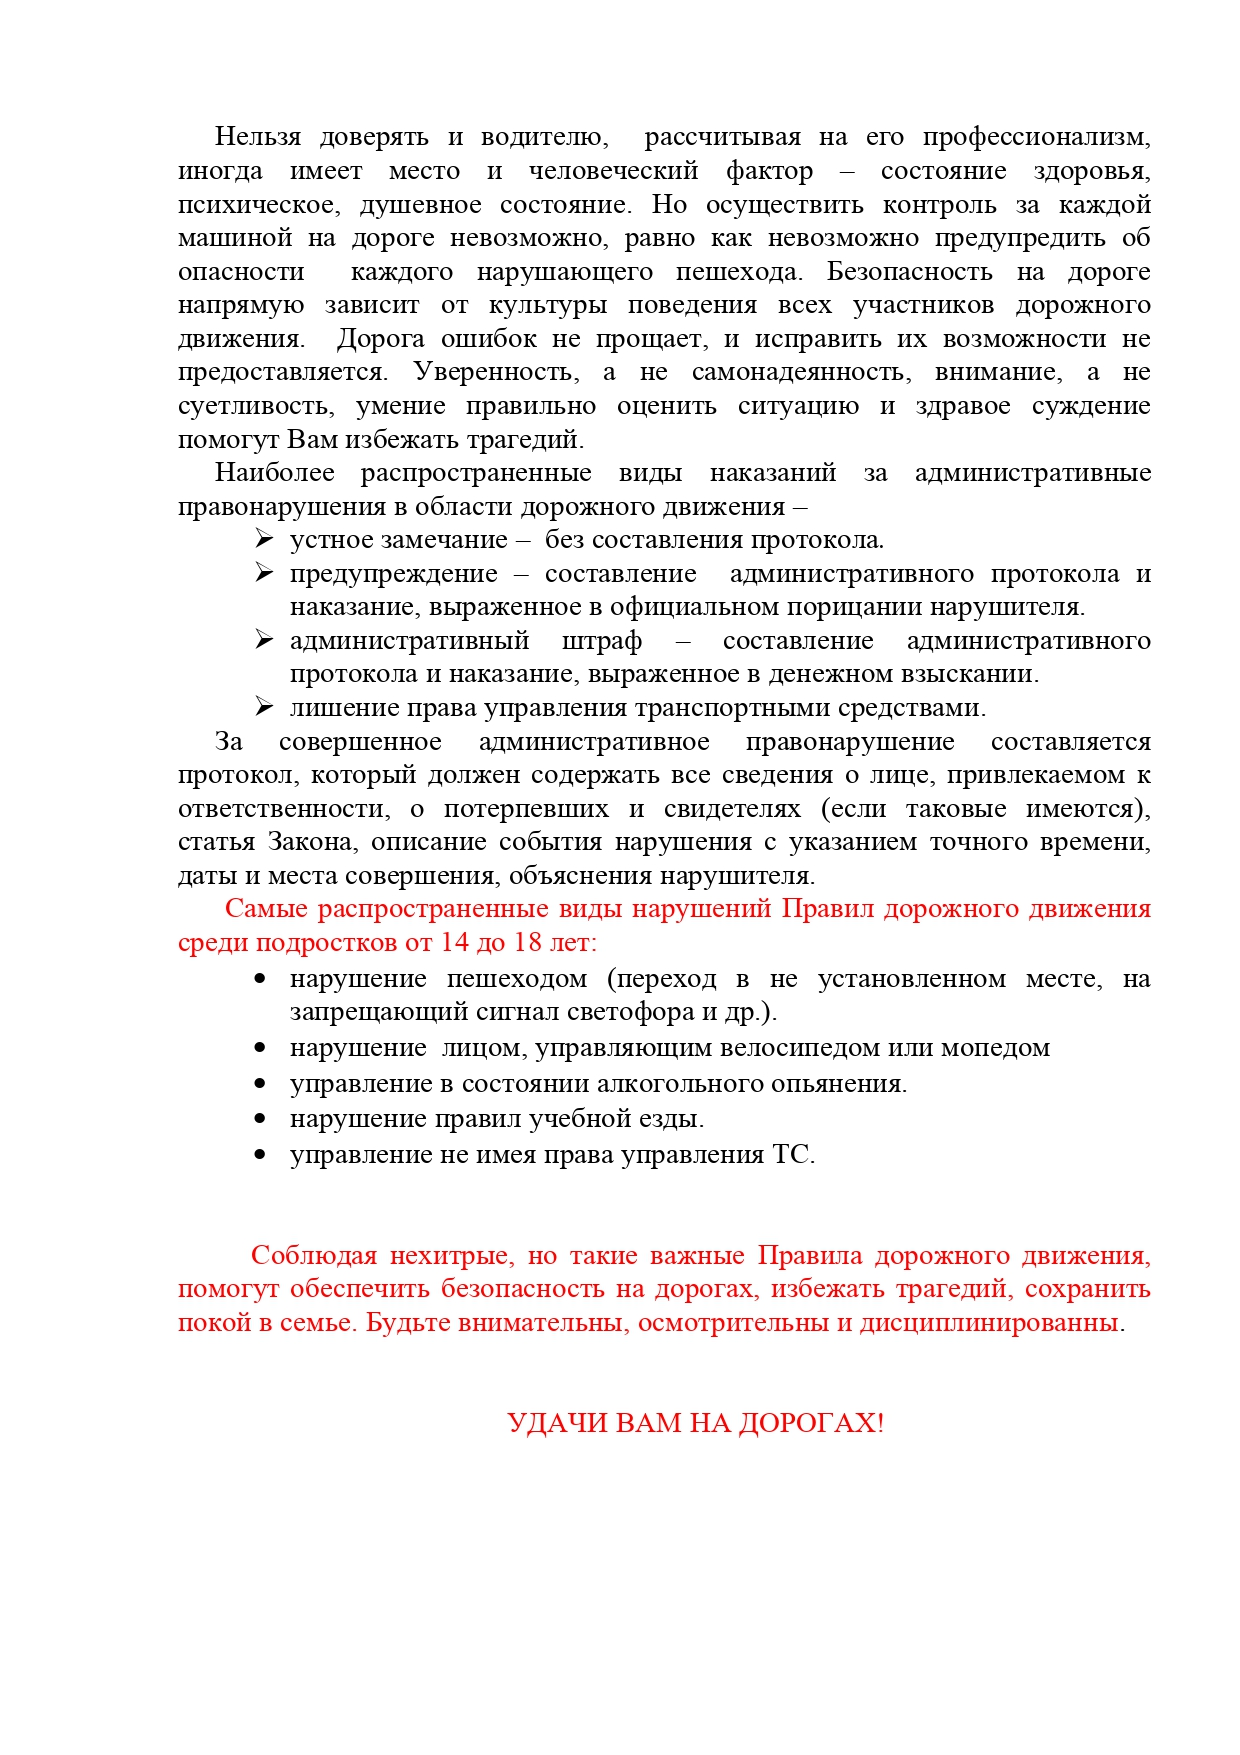 Нельзя доверять и водителю, рассчитывая на его профессионализм,
иногда имеет место и человеческий фактор – состояние здоровья,
психическое, душевное состояние. Но осуществить контроль за каждой
машиной на дороге невозможно, равно как невозможно предупредить об
опасности каждого нарушающего пешехода. Безопасность на дороге
напрямую зависит от культуры поведения всех участников дорожного
движения. Дорога ошибок не прощает, и исправить их возможности не
предоставляется. Уверенность, а не самонадеянность, внимание, а не
суетливость, умение правильно оценить ситуацию и здравое суждение
помогут Вам избежать трагедий.
Наиболее распространенные виды наказаний за административные
правонарушения в области дорожного движения –
➢ устное замечание – без составления протокола.
➢ предупреждение – составление административного протокола и
наказание, выраженное в официальном порицании нарушителя.
➢ административный штраф – составление административного
протокола и наказание, выраженное в денежном взыскании.
➢ лишение права управления транспортными средствами.
За совершенное административное правонарушение составляется
протокол, который должен содержать все сведения о лице, привлекаемом к
ответственности, о потерпевших и свидетелях (если таковые имеются),
статья Закона, описание события нарушения с указанием точного времени,
даты и места совершения, объяснения нарушителя.
Самые распространенные виды нарушений Правил дорожного движения
среди подростков от 14 до 18 лет:
• нарушение пешеходом (переход в не установленном месте, на
запрещающий сигнал светофора и др.).
• нарушение лицом, управляющим велосипедом или мопедом
• управление в состоянии алкогольного опьянения.
• нарушение правил учебной езды.
• управление не имея права управления ТС.
Соблюдая нехитрые, но такие важные Правила дорожного движения,
помогут обеспечить безопасность на дорогах, избежать трагедий, сохранить
покой в семье. Будьте внимательны, осмотрительны и дисциплинированны.
УДАЧИ ВАМ НА ДОРОГАХ!